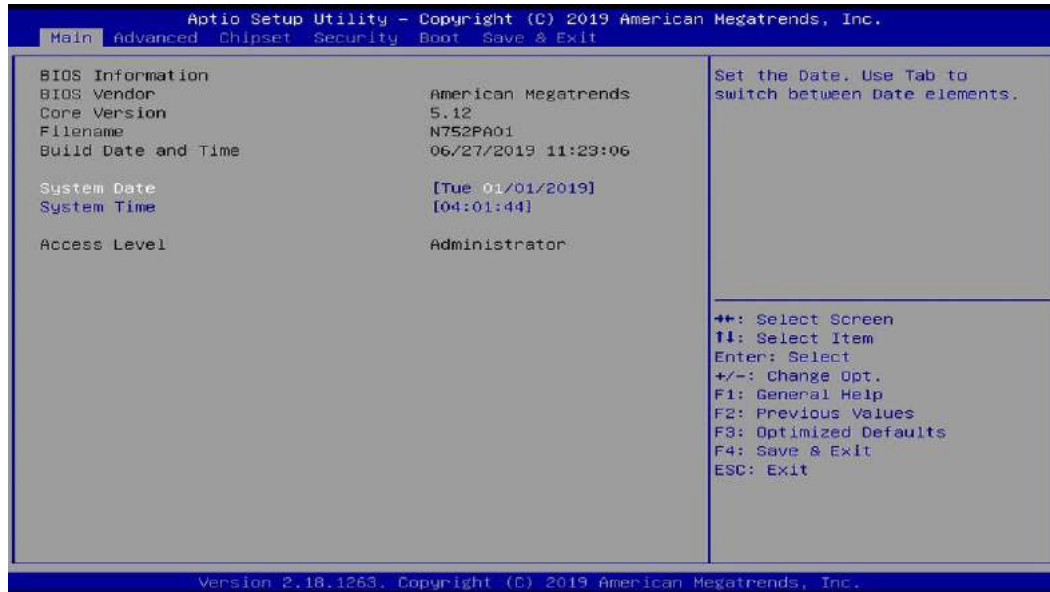 Aptio Setup Utility – Copyright (C) 2019 American Megatrends, Inc.
Main Advanced Chipset Security Boot Save & Exit
BIOS Information
BIOS Vendor American Megatrends
Core Version 5.12
Filename N752PA01
Build Date and Time 06/27/2019 11:23:06
System Date [Tue 01/01/2019]
System Time [04:01:44]
Access Level Administrator
Set the Date. Use Tab to
switch between Date elements.
→←: Select Screen
↑↓: Select Item
Enter: Select
+/-: Change Opt.
F1: General Help
F2: Previous Values
F3: Optimized Defaults
F4: Save & Exit
ESC: Exit
Version 2.18.1263. Copyright (C) 2019 American Megatrends, Inc.